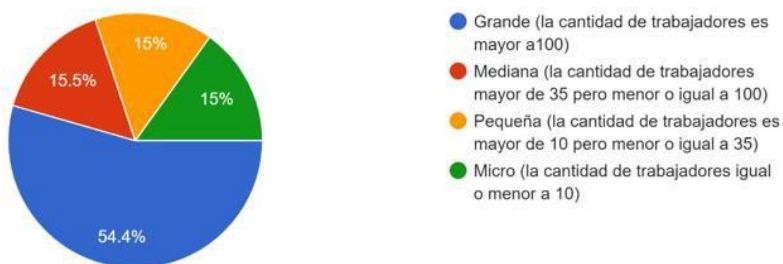 15%
15.5%
15%
54.4%
Grande (la cantidad de trabajadores es
mayor a100)
Mediana (la cantidad de trabajadores
mayor de 35 pero menor o igual a 100)
Pequeña (la cantidad de trabajadores es
mayor de 10 pero menor o igual a 35)
Micro (la cantidad de trabajadores igual
o menor a 10)